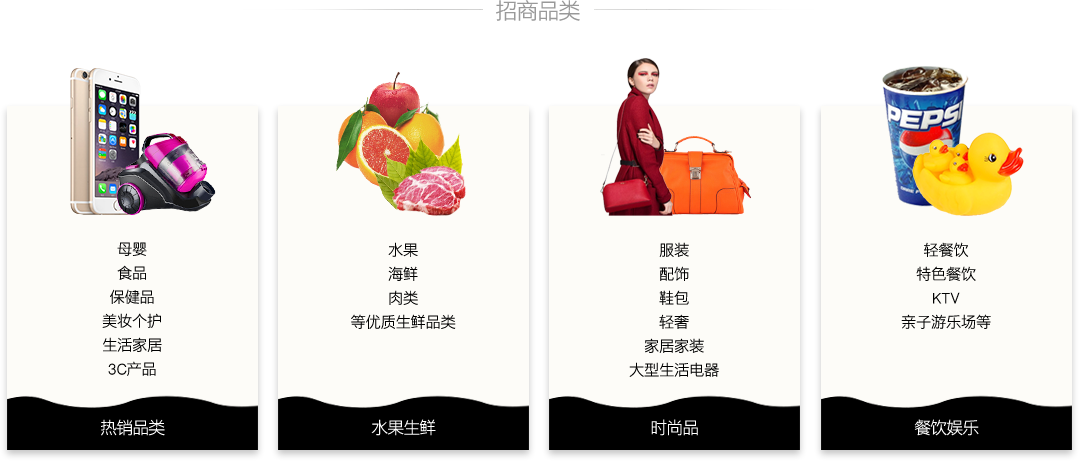 招商品类
母婴
食品
保健品
美妆个护
生活家居
3C产品
热销品类
水果
海鲜
肉类
等优质生鲜品类
水果生鲜
服装
配饰
鞋包
轻奢
家居家装
大型生活电器
时尚品
PEPSI
轻餐饮
特色餐饮
KTV
亲子游乐场等
餐饮娱乐